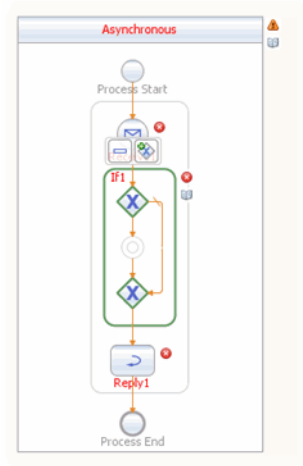 Asynchronous
Process Start
If1
Reply1
Process End